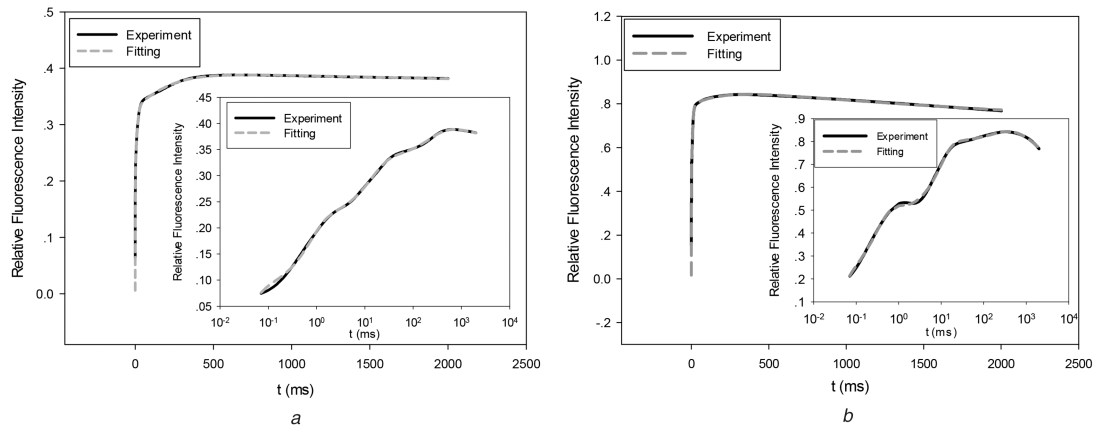 .5
.4
.3
.2
.1
0.0
Relative Fluorescence Intensity
Experiment
Fitting
.45
.40
.35
.30
.25
.20
.15
.10
.05
Relative Fluorescence Intensity
Experiment
Fitting
10-2 10-1 100 101 102 103 104
t (ms)
0 500 1000 1500 2000 2500
t (ms)
a
1.2
1.0
.8
.6
.4
.2
0.0
-.2
Relative Fluorescence Intensity
Experiment
Fitting
.9
.8
.7
.6
.5
.4
.3
.2
.1
Relative Fluorescence Intensity
Experiment
Fitting
10-2 10-1 100 101 102 103 104
t (ms)
0 500 1000 1500 2000 2500
t (ms)
b